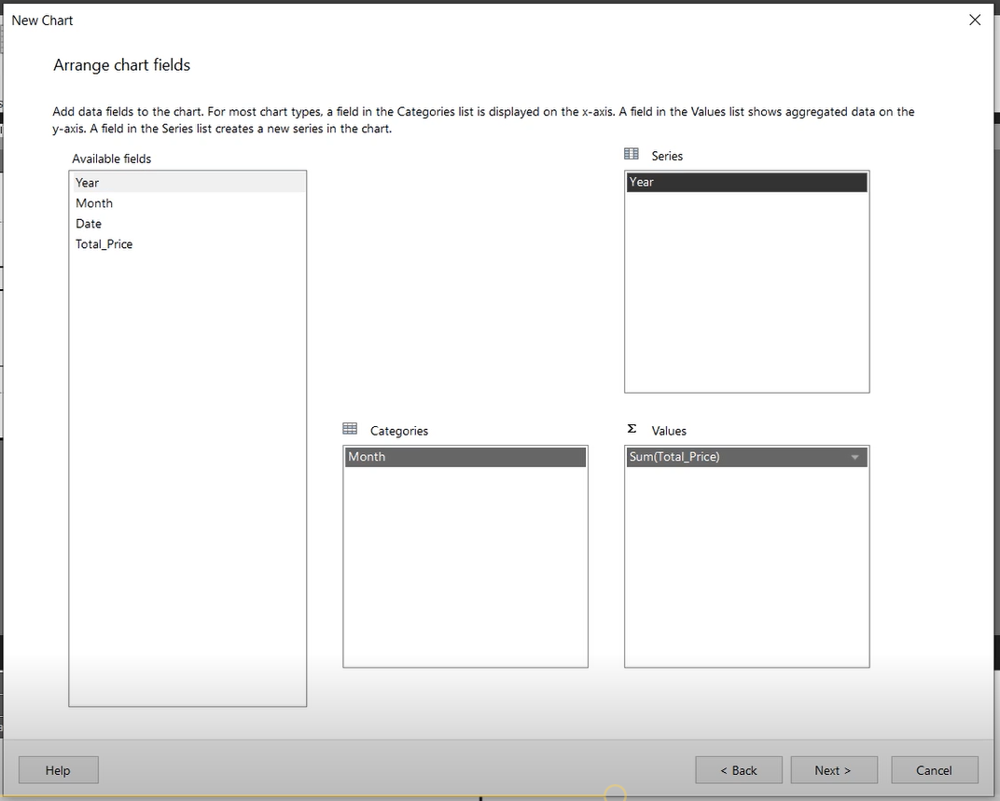 New Chart
Arrange chart fields
Add data fields to the chart. For most chart types, a field in the Categories list is displayed on the x-axis. A field in the Values list shows aggregated data on the
y-axis. A field in the Series list creates a new series in the chart.
Available fields
Year
Month
Date
Total_Price
Series
Year
Categories
Month
Σ Values
Sum(Total_Price)
Help
< Back
Next >
Cancel